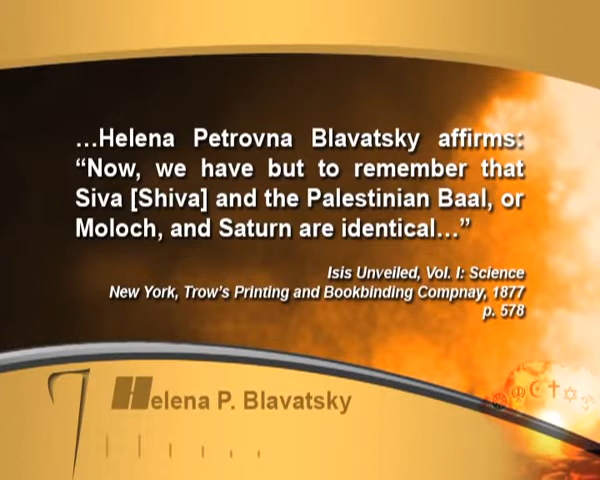 …Helena Petrovna Blavatsky affirms:
“Now, we have but to remember that
Siva [Shiva] and the Palestinian Baal, or
Moloch, and Saturn are identical…”
Isis Unveiled, Vol. I: Science
New York, Trow’s Printing and Bookbinding Compnay, 1877
p. 578
Helena P. Blavatsky